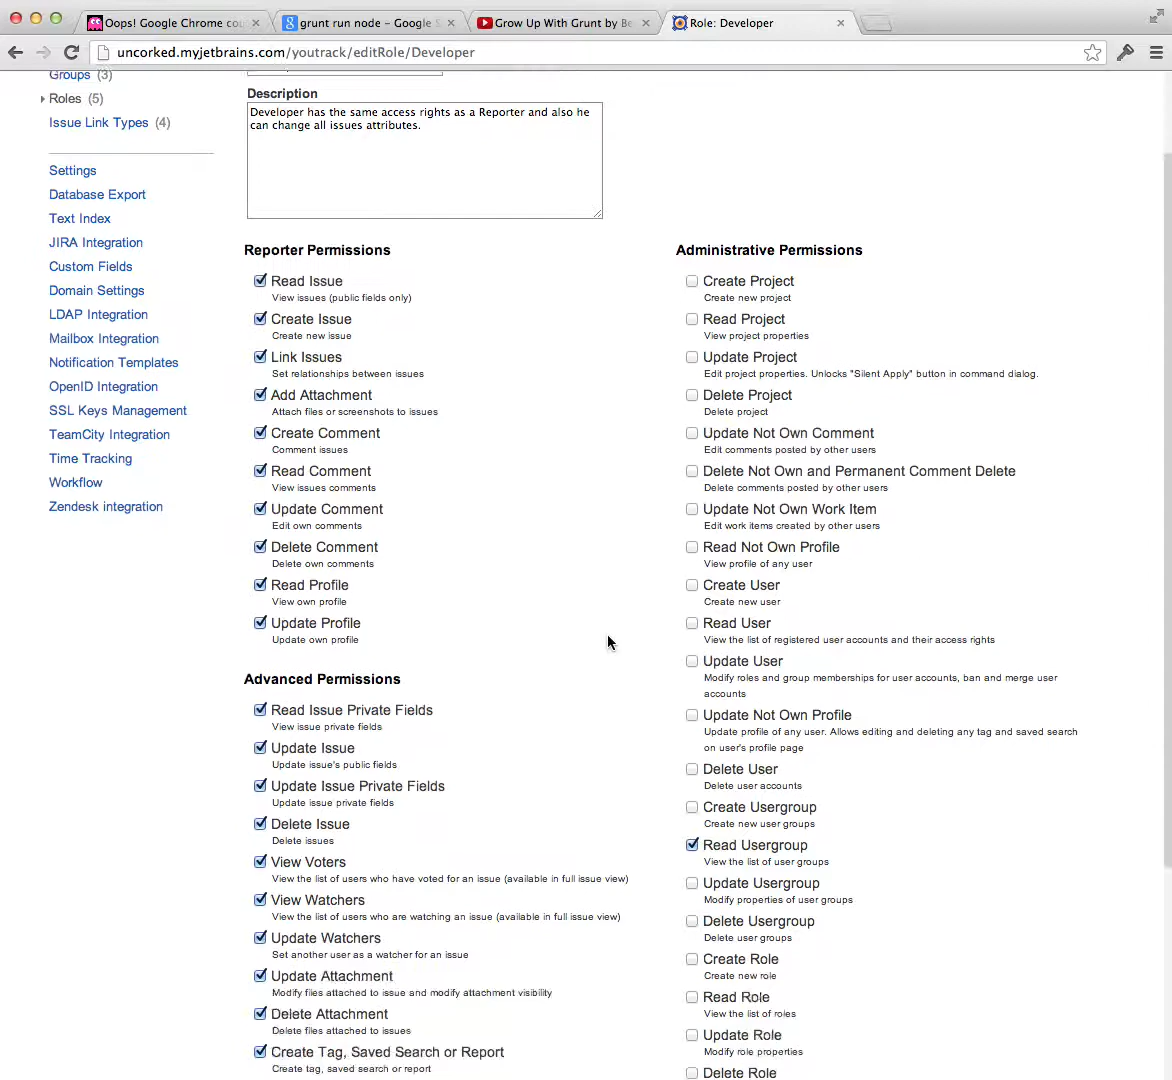 Oops! Google Chrome co
grunt run node - Google S
Grow Up With Grunt by Be
Role: Developer
uncorked.myjetbrains.com/youtrack/editRole/Developer
Groups (3)
Roles (5)
Issue Link Types (4)
Settings
Database Export
Text Index
JIRA Integration
Custom Fields
Domain Settings
LDAP Integration
Mailbox Integration
Notification Templates
OpenID Integration
SSL Keys Management
TeamCity Integration
Time Tracking
Workflow
Zendesk integration
Description
Developer has the same access rights as a Reporter and also he
can change all issues attributes.
Reporter Permissions
Read Issue
View issues (public fields only)
Create Issue
Create new issue
Link Issues
Set relationships between issues
Add Attachment
Attach files or screenshots to issues
Create Comment
Comment issues
Read Comment
View issues comments
Update Comment
Edit own comments
Delete Comment
Delete own comments
Read Profile
View own profile
Update Profile
Update own profile
Advanced Permissions
Read Issue Private Fields
View issue private fields
Update Issue
Update issue's public fields
Update Issue Private Fields
Update issue private fields
Delete Issue
Delete issues
View Voters
View the list of users who have voted for an issue (available in full issue view)
View Watchers
View the list of users who are watching an issue (available in full issue view)
Update Watchers
Set another user as a watcher for an issue
Update Attachment
Modify files attached to issue and modify attachment visibility
Delete Attachment
Delete files attached to issues
Create Tag, Saved Search or Report
Create tag, saved search or report
Administrative Permissions
Create Project
Create new project
Read Project
View project properties
Update Project
Edit project properties. Unlocks "Silent Apply" button in command dialog.
Delete Project
Delete project
Update Not Own Comment
Edit comments posted by other users
Delete Not Own and Permanent Comment Delete
Delete comments posted by other users
Update Not Own Work Item
Edit work items created by other users
Read Not Own Profile
View profile of any user
Create User
Create new user
Read User
View the list of registered user accounts and their access rights
Update User
Modify roles and group memberships for user accounts, ban and merge user
accounts
Update Not Own Profile
Update profile of any user. Allows editing and deleting any tag and saved search
on user's profile page
Delete User
Delete user accounts
Create Usergroup
Create new user groups
Read Usergroup
View the list of user groups
Update Usergroup
Modify properties of user groups
Delete Usergroup
Delete user groups
Create Role
Create new role
Read Role
View the list of roles
Update Role
Modify role properties
Delete Role